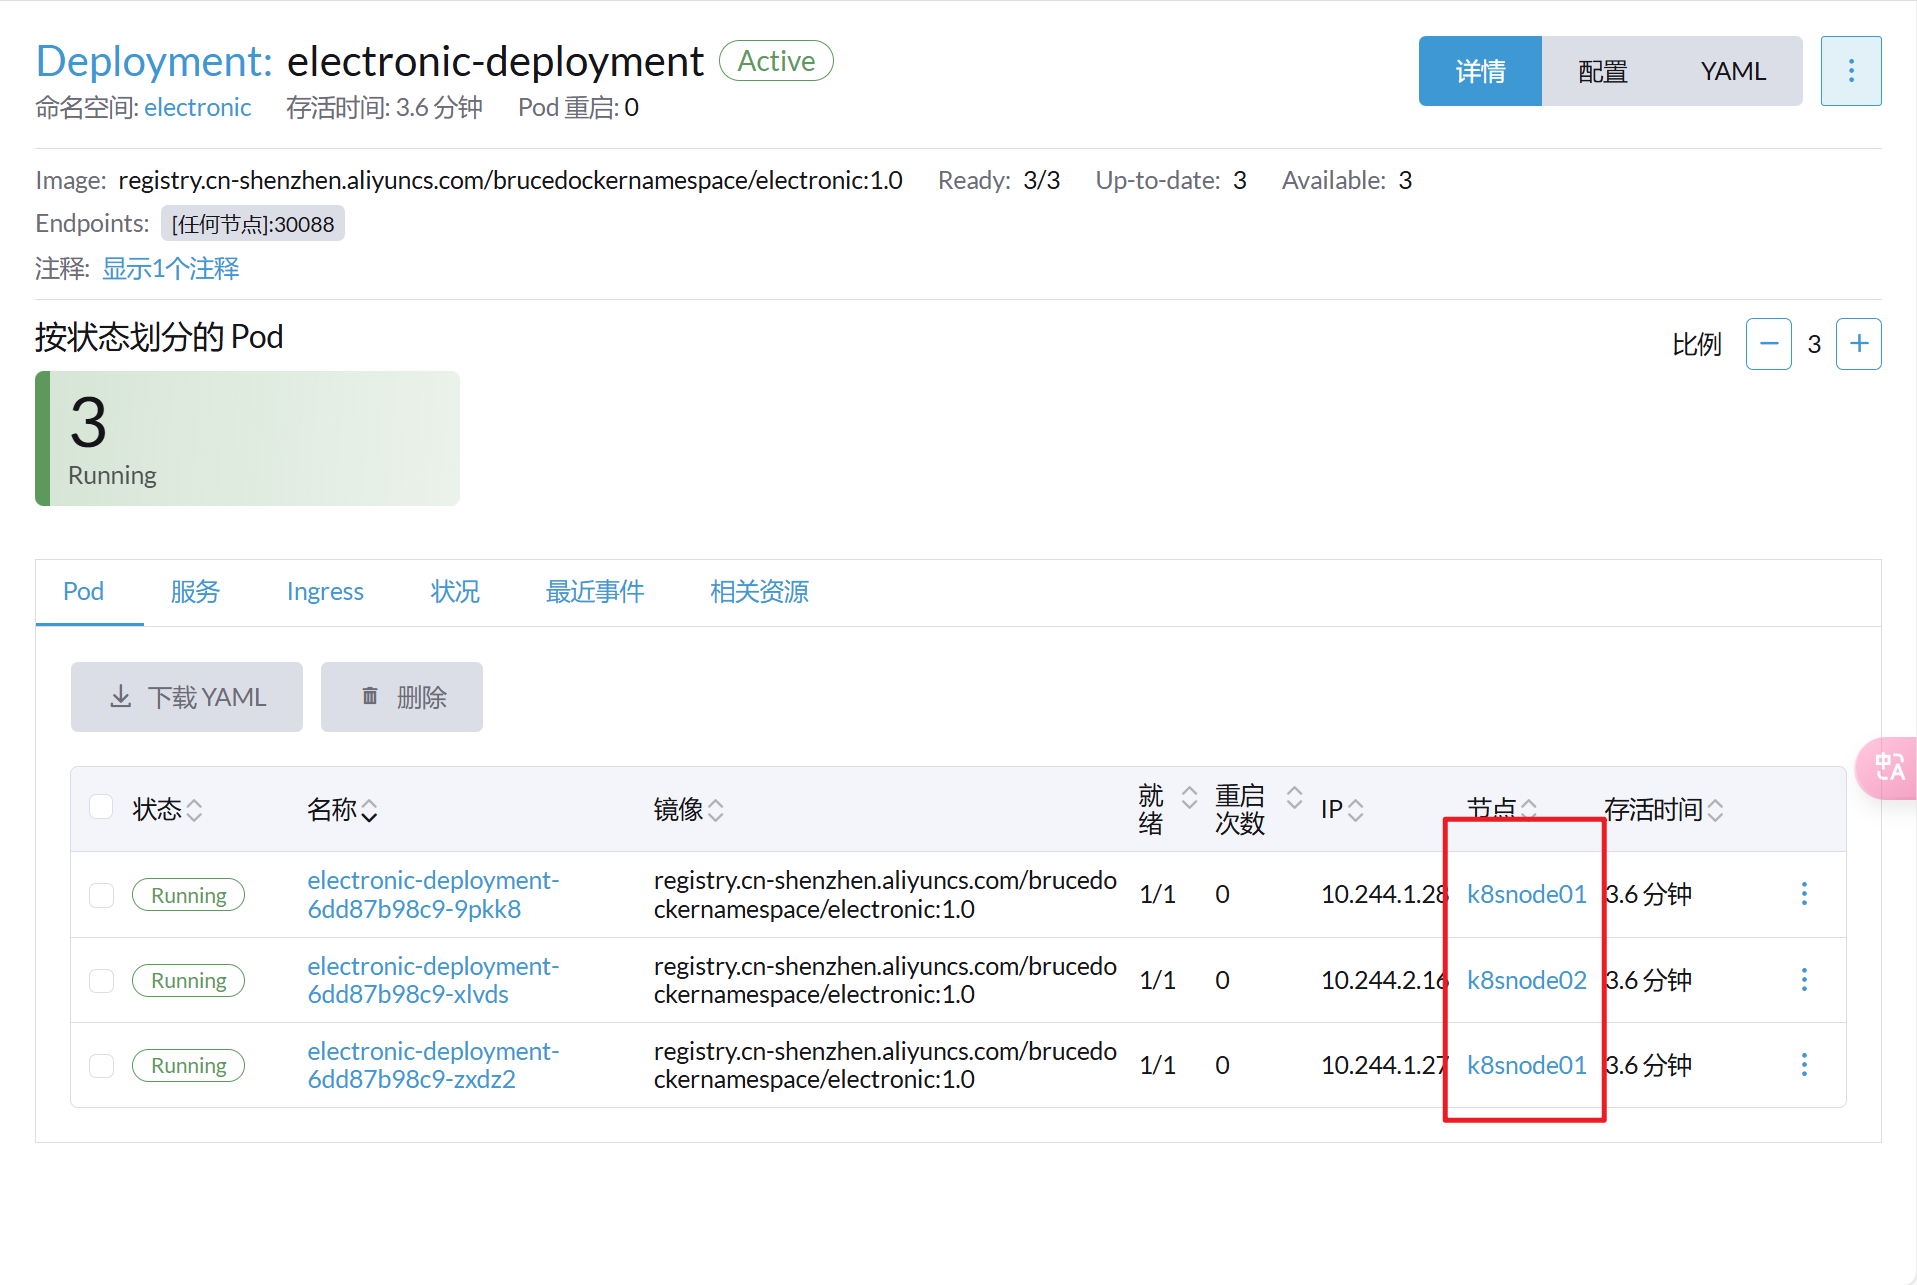 Deployment: electronic-deployment Active
命名空间: electronic 存活时间: 3.6 分钟 Pod 重启: 0
详情 配置 YAML
Image: registry.cn-shenzhen.aliyuncs.com/brucedockernamespace/electronic:1.0 Ready: 3/3 Up-to-date: 3 Available: 3
Endpoints: [任何节点]:30088
注释: 显示1个注释
按状态划分的 Pod
比例 − 3 +
3
Running
Pod 服务 Ingress 状况 最近事件 相关资源
下载 YAML 删除
状态 名称 镜像 就绪 重启次数 IP 节点 存活时间
Running electronic-deployment-6dd87b98c9-9pkk8 registry.cn-shenzhen.aliyuncs.com/brucedockernamespace/electronic:1.0 1/1 0 10.244.1.28 k8snode01 3.6 分钟
Running electronic-deployment-6dd87b98c9-xlvds registry.cn-shenzhen.aliyuncs.com/brucedockernamespace/electronic:1.0 1/1 0 10.244.2.16 k8snode02 3.6 分钟
Running electronic-deployment-6dd87b98c9-zxdz2 registry.cn-shenzhen.aliyuncs.com/brucedockernamespace/electronic:1.0 1/1 0 10.244.1.27 k8snode01 3.6 分钟
中A